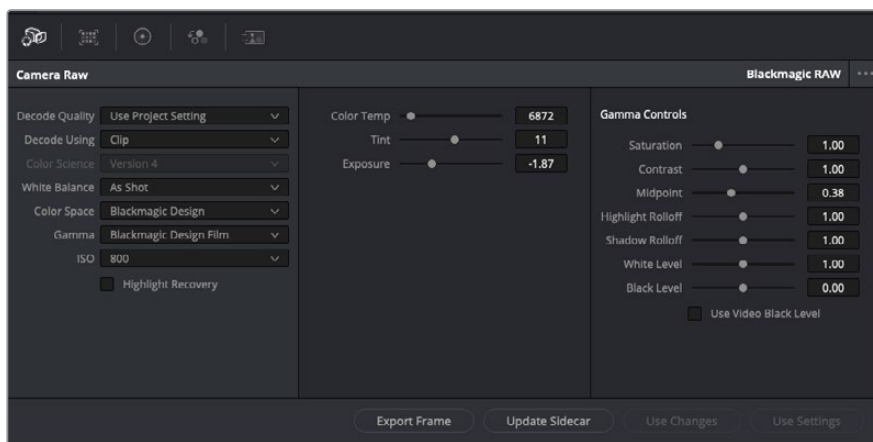 Camera Raw
Blackmagic RAW
Decode Quality Use Project Setting
Decode Using Clip
Color Science Version 4
White Balance As Shot
Color Space Blackmagic Design
Gamma Blackmagic Design Film
ISO 800
Highlight Recovery
Color Temp 6872
Tint 11
Exposure -1.87
Gamma Controls
Saturation 1.00
Contrast 1.00
Midpoint 0.38
Highlight Rolloff 1.00
Shadow Rolloff 1.00
White Level 1.00
Black Level 0.00
Use Video Black Level
Export Frame
Update Sidecar
Use Changes
Use Settings